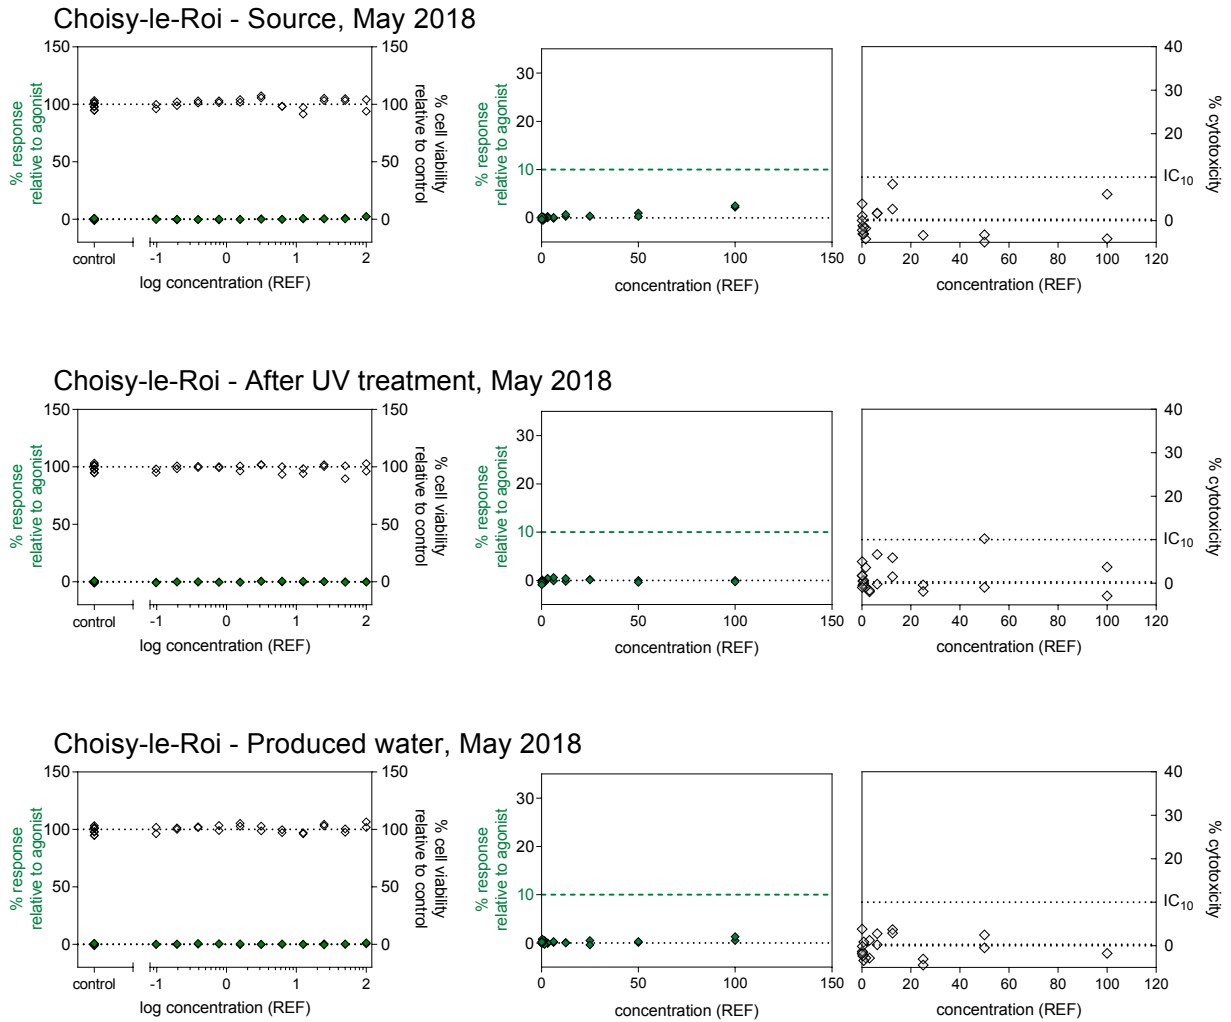 Choisy-le-Roi - Source, May 2018
150
100
50
0
% response
relative to agonist
control
-1
0
1
2
log concentration (REF)
150
100
50
0
% cell viability
relative to control
30
20
10
0
% response
relative to agonist
0
50
100
150
concentration (REF)
40
30
20
IC10
0
% cytotoxicity
0
20
40
60
80
100
120
concentration (REF)
Choisy-le-Roi - After UV treatment, May 2018
150
100
50
0
% response
relative to agonist
control
-1
0
1
2
log concentration (REF)
150
100
50
0
% cell viability
relative to control
30
20
10
0
% response
relative to agonist
0
50
100
150
concentration (REF)
40
30
20
IC10
0
% cytotoxicity
0
20
40
60
80
100
120
concentration (REF)
Choisy-le-Roi - Produced water, May 2018
150
100
50
0
% response
relative to agonist
control
-1
0
1
2
log concentration (REF)
150
100
50
0
% cell viability
relative to control
30
20
10
0
% response
relative to agonist
0
50
100
150
concentration (REF)
40
30
20
IC10
0
% cytotoxicity
0
20
40
60
80
100
120
concentration (REF)